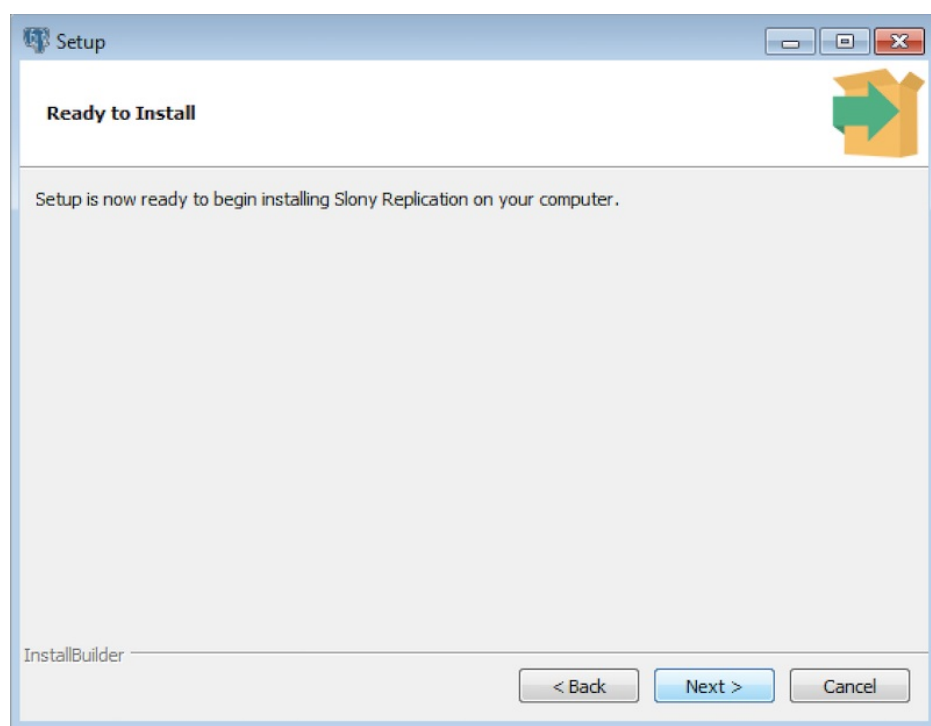 Setup
Ready to Install
Setup is now ready to begin installing Slony Replication on your computer.
InstallBuilder
< Back
Next >
Cancel